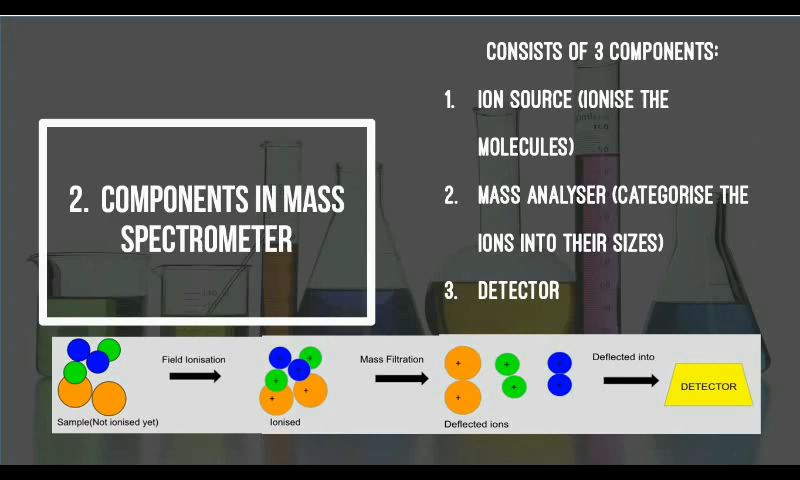 CONSISTS OF 3 COMPONENTS:
1. ION SOURCE (IONISE THE
MOLECULES)
2. MASS ANALYSER (CATEGORISE THE
IONS INTO THEIR SIZES)
3. DETECTOR
2. COMPONENTS IN MASS
SPECTROMETER
Field Ionisation
Mass Filtration
Deflected into
+ + + + +
+ + + + + +
DETECTOR
Sample(Not ionised yet)
Ionised
Deflected ions